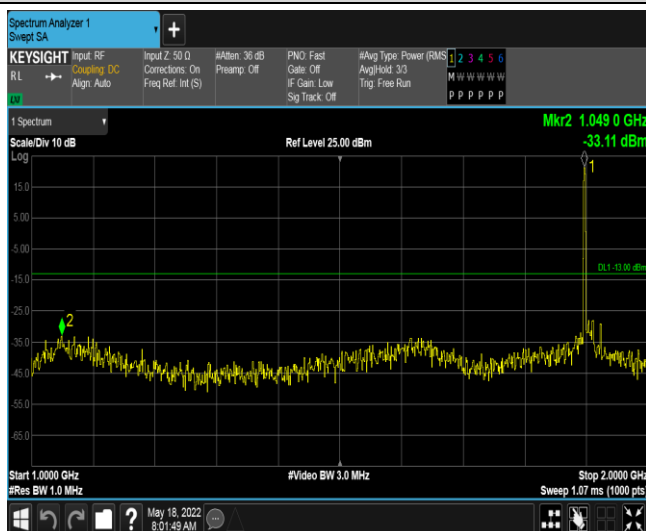 Spectrum Analyzer 1
Swept SA
KEYSIGHT
RL
Input: RF
Coupling: DC
Align: Auto
Input Z: 50 Ω
Corrections: On
Freq Ref: Int (S)
#Atten: 36 dB
Preamp: Off
PNO: Fast
Gate: Off
IF Gain: Low
Sig Track: Off
#Avg Type: Power (RMS
Avg|Hold: 3/3
Trig: Free Run
1 2 3 4 5 6
M W W W W W
P P P P P P
1 Spectrum
Scale/Div 10 dB
Ref Level 25.00 dBm
Mkr2 1.049 0 GHz
-33.11 dBm
Log
15.0
5.00
-5.00
-15.0
-25.0
-35.0
-45.0
-55.0
-65.0
1
DL1 -13.00 dBm
2
Start 1.0000 GHz
#Res BW 1.0 MHz
#Video BW 3.0 MHz
Stop 2.0000 GHz
Sweep 1.07 ms (1000 pts)
?
May 18, 2022
8:01:49 AM